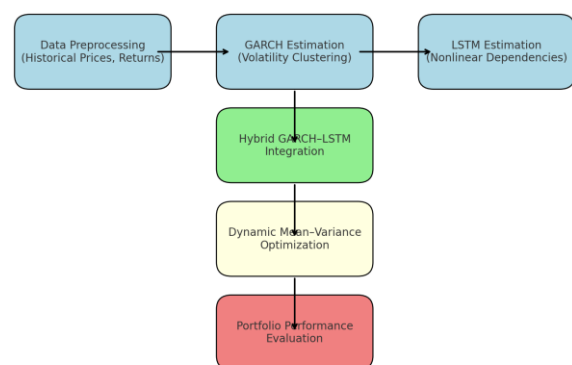 Data Preprocessing
(Historical Prices, Returns)
GARCH Estimation
(Volatility Clustering)
LSTM Estimation
(Nonlinear Dependencies)
Hybrid GARCH–LSTM
Integration
Dynamic Mean–Variance
Optimization
Portfolio Performance
Evaluation